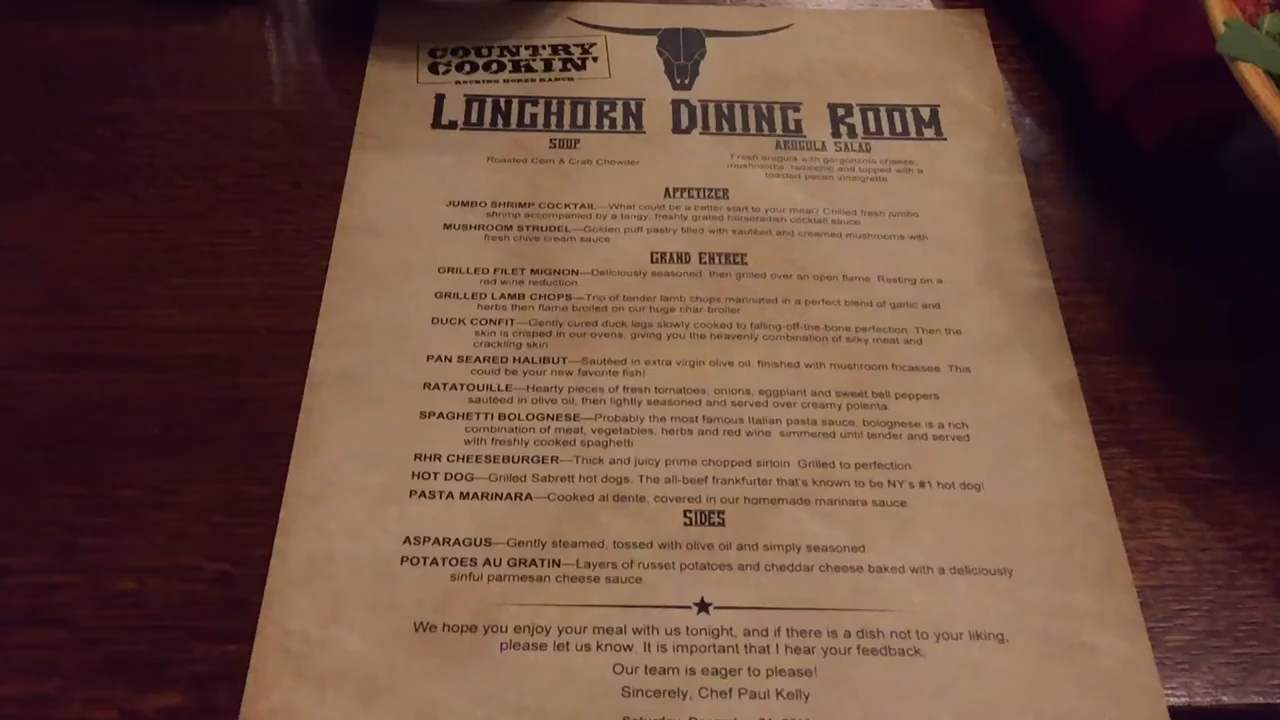 COUNTRY
COOKIN'
ROCKING HORSE RANCH
LONGHORN DINING ROOM
SOUP
Roasted Corn & Crab Chowder
ARUGULA SALAD
Fresh arugula with gorgonzola cheese,
mushrooms, radicchio and topped with a
toasted pecan vinaigrette
APPETIZER
JUMBO SHRIMP COCKTAIL—What could be a better start to your meal? Chilled fresh jumbo
shrimp accompanied by a tangy, freshly grated horseradish cocktail sauce.
MUSHROOM STRUDEL—Golden puff pastry filled with sautéed and creamed mushrooms with
fresh chive cream sauce
GRAND ENTREE
GRILLED FILET MIGNON—Deliciously seasoned, then grilled over an open flame. Resting on a
red wine reduction.
GRILLED LAMB CHOPS—Trio of tender lamb chops marinated in a perfect blend of garlic and
herbs then flame broiled on our huge char-broiler
DUCK CONFIT—Gently cured duck legs slowly cooked to falling-off-the-bone perfection. Then the
skin is crisped in our ovens, giving you the heavenly combination of silky meat and
crackling skin
PAN SEARED HALIBUT—Sautéed in extra virgin olive oil, finished with mushroom fricassee. This
could be your new favorite fish!
RATATOUILLE—Hearty pieces of fresh tomatoes, onions, eggplant and sweet bell peppers
sautéed in olive oil, then lightly seasoned and served over creamy polenta.
SPAGHETTI BOLOGNESE—Probably the most famous Italian pasta sauce, bolognese is a rich
combination of meat, vegetables, herbs and red wine simmered until tender and served
with freshly cooked spaghetti
RHR CHEESEBURGER—Thick and juicy prime chopped sirloin. Grilled to perfection
HOT DOG—Grilled Sabrett hot dogs. The all-beef frankfurter that's known to be NY's #1 hot dog!
PASTA MARINARA—Cooked al dente, covered in our homemade marinara sauce
SIDES
ASPARAGUS—Gently steamed, tossed with olive oil and simply seasoned.
POTATOES AU GRATIN—Layers of russet potatoes and cheddar cheese baked with a deliciously
sinful parmesan cheese sauce.
We hope you enjoy your meal with us tonight, and if there is a dish not to your liking,
please let us know. It is important that I hear your feedback.
Our team is eager to please!
Sincerely, Chef Paul Kelly